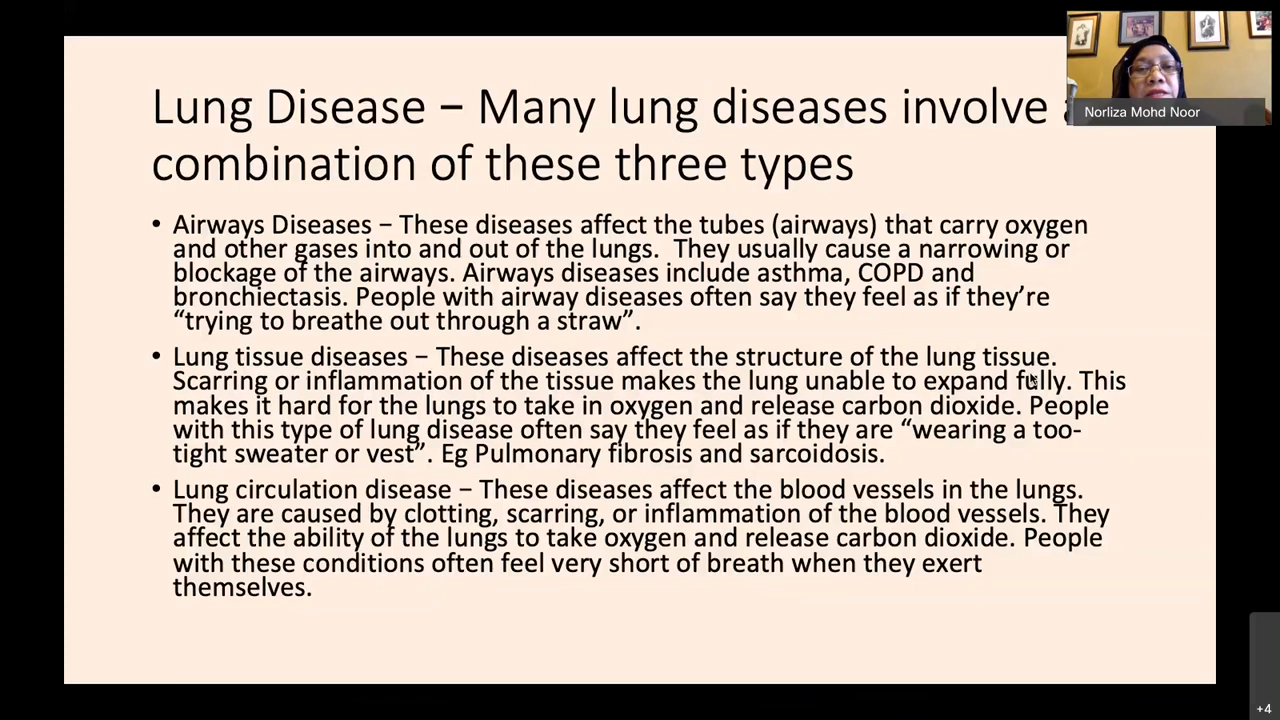 Lung Disease – Many lung diseases involve
combination of these three types
• Airways Diseases – These diseases affect the tubes (airways) that carry oxygen
and other gases into and out of the lungs.  They usually cause a narrowing or
blockage of the airways. Airways diseases include asthma, COPD and
bronchiectasis. People with airway diseases often say they feel as if they’re
“trying to breathe out through a straw”.
• Lung tissue diseases – These diseases affect the structure of the lung tissue.
Scarring or inflammation of the tissue makes the lung unable to expand fully. This
makes it hard for the lungs to take in oxygen and release carbon dioxide. People
with this type of lung disease often say they feel as if they are “wearing a too-
tight sweater or vest”. Eg Pulmonary fibrosis and sarcoidosis.
• Lung circulation disease – These diseases affect the blood vessels in the lungs.
They are caused by clotting, scarring, or inflammation of the blood vessels. They
affect the ability of the lungs to take oxygen and release carbon dioxide. People
with these conditions often feel very short of breath when they exert
themselves.
Norliza Mohd Noor
+4